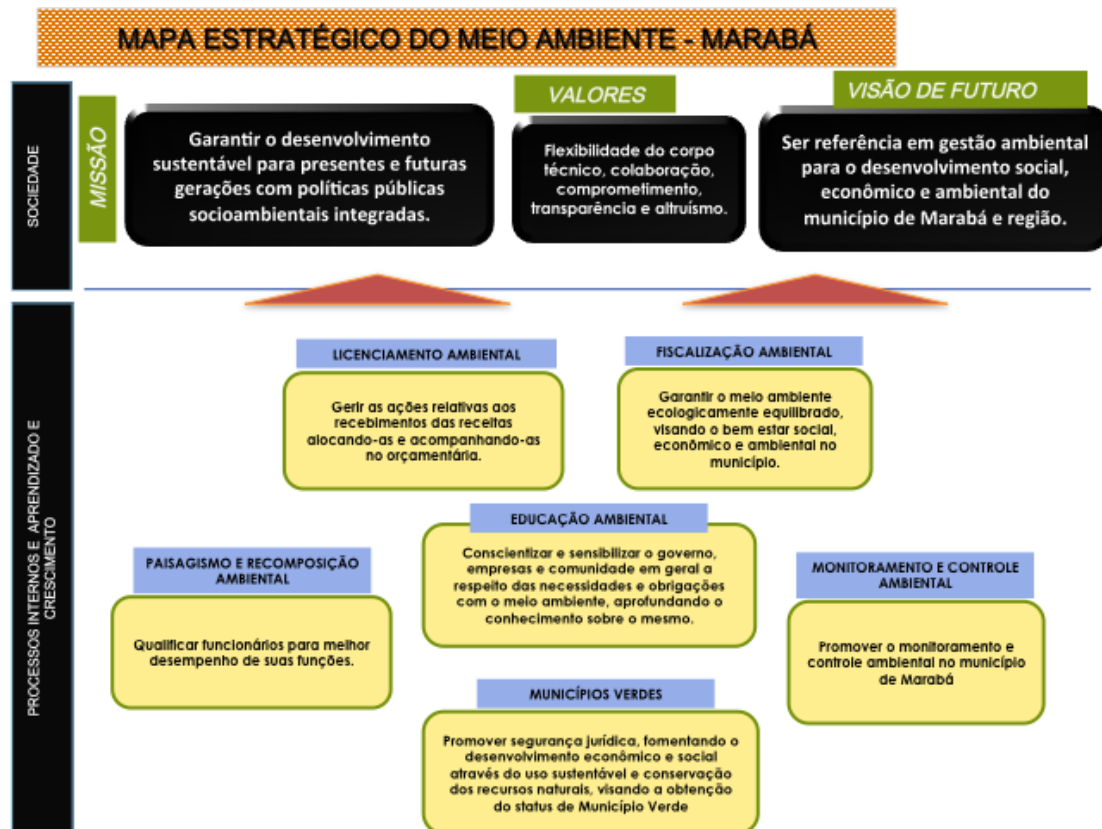 MAPA ESTRATÉGICO DO MEIO AMBIENTE - MARABÁ
SOCIEDADE
MISSÃO
Garantir o desenvolvimento
sustentável para presentes e futuras
gerações com políticas públicas
socioambientais integradas.
VALORES
Flexibilidade do corpo
técnico, colaboração,
comprometimento,
transparência e altruísmo.
VISÃO DE FUTURO
Ser referência em gestão ambiental
para o desenvolvimento social,
econômico e ambiental do
município de Marabá e região.
PROCESSOS INTERNOS E APRENDIZADO E
CRESCIMENTO
LICENCIAMENTO AMBIENTAL
Gerir as ações relativas aos
recebimentos das receitas
alocando-as e acompanhando-as
no orçamentária.
FISCALIZAÇÃO AMBIENTAL
Garantir o meio ambiente
ecologicamente equilibrado,
visando o bem estar social,
econômico e ambiental no
município.
PAISAGISMO E RECOMPOSIÇÃO
AMBIENTAL
Qualificar funcionários para melhor
desempenho de suas funções.
EDUCAÇÃO AMBIENTAL
Conscientizar e sensibilizar o governo,
empresas e comunidade em geral a
respeito das necessidades e obrigações
com o meio ambiente, aprofundando o
conhecimento sobre o mesmo.
MONITORAMENTO E CONTROLE
AMBIENTAL
Promover o monitoramento e
controle ambiental no município
de Marabá
MUNICÍPIOS VERDES
Promover segurança jurídica, fomentando o
desenvolvimento econômico e social
através do uso sustentável e conservação
dos recursos naturais, visando a obtenção
do status de Município Verde